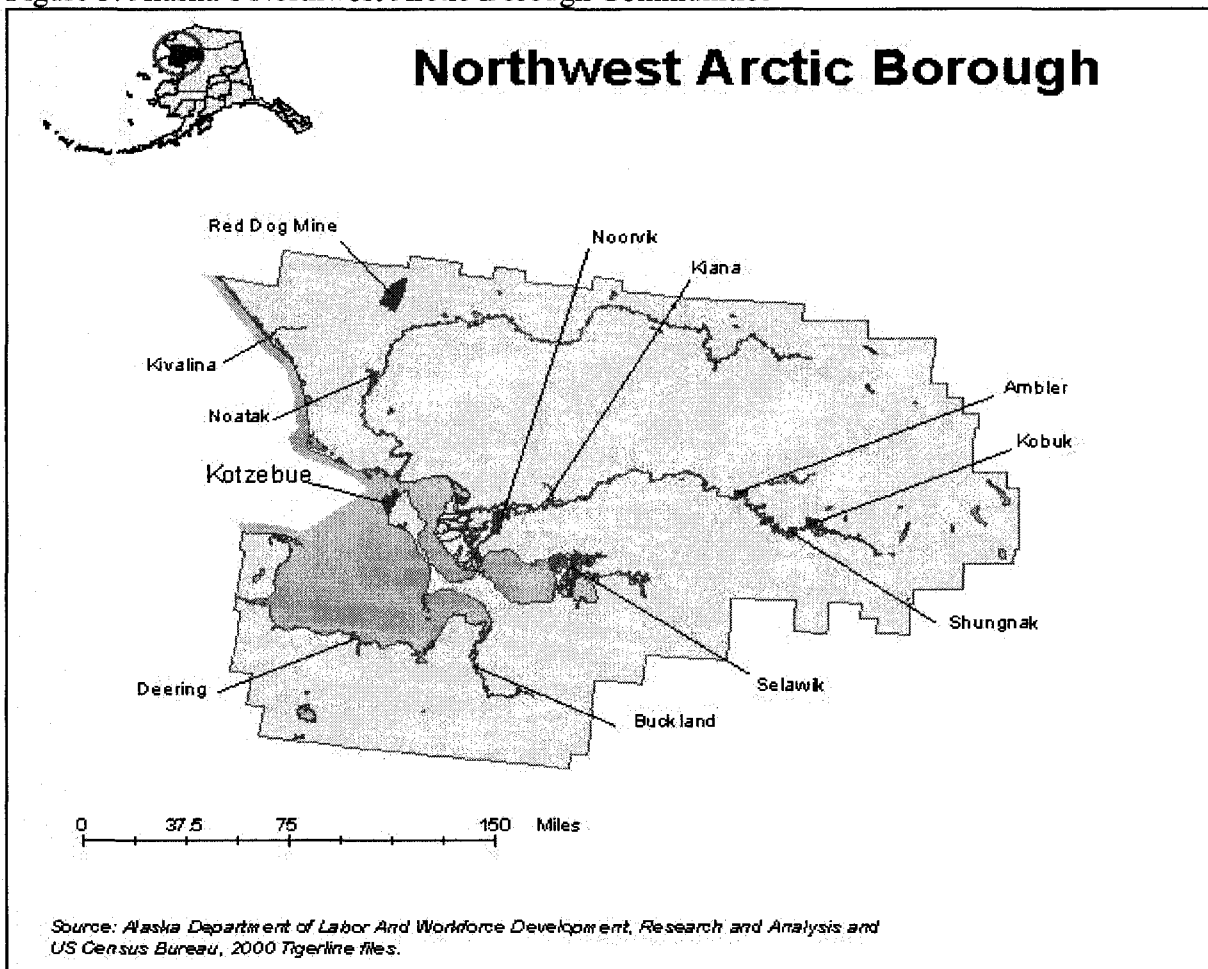 Northwest Arctic Borough
Red Dog Mine
Noorvik
Kiana
Kivalina
Ambler
Noatak
Kobuk
Kotzebue
Shungnak
Deering
Selawik
Buckland
0 37.5 75 150 Miles
Source: Alaska Department of Labor And Workforce Development, Research and Analysis and
US Census Bureau, 2000 Tigerline files.